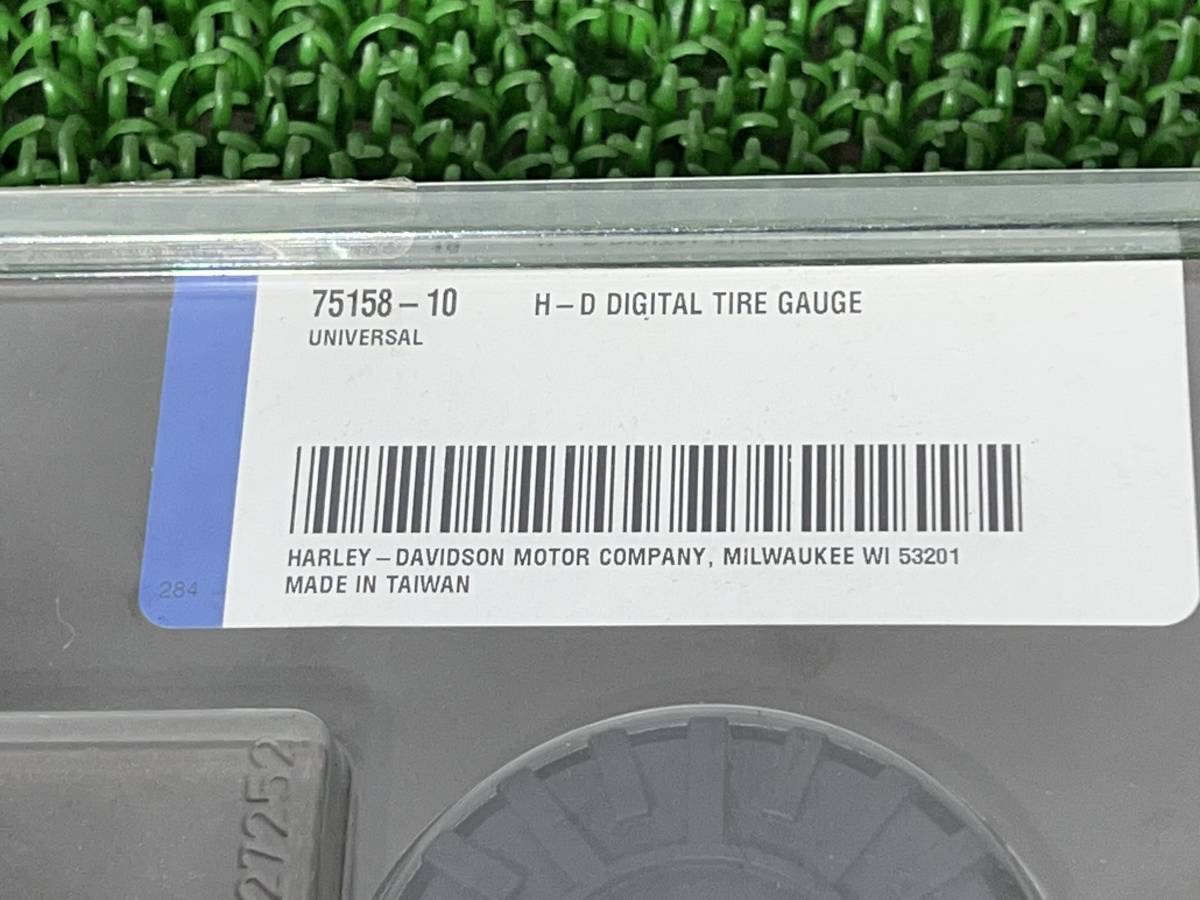 75158-10 H-D DIGITAL TIRE GAUGE
UNIVERSAL
HARLEY-DAVIDSON MOTOR COMPANY, MILWAUKEE WI 53201
MADE IN TAIWAN
284
27252